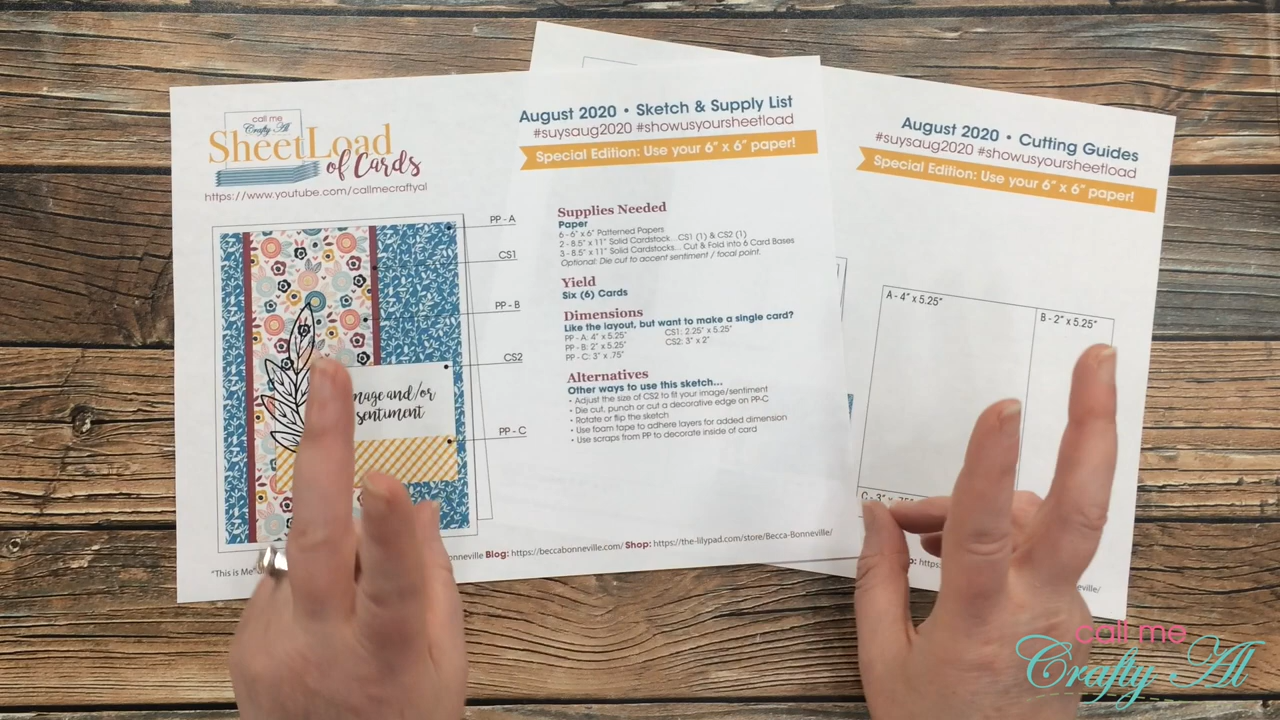 call me
Crafty Al
SheetLoad
of Cards
https://www.youtube.com/callmecraftyal
August 2020 • Sketch & Supply List
#suysaug2020 #showusyoursheetload
Special Edition: Use your 6" x 6" paper!
PP - A
CS1
PP - B
CS2
PP - C
image and/or
sentiment
Supplies Needed
Paper
6 - 6" x 6" Patterned Papers
2 - 8.5" x 11" Solid Cardstock... CS1 (1) & CS2 (1)
3 - 8.5" x 11" Solid Cardstocks... Cut & Fold into 6 Card Bases
Optional: Die cut to accent sentiment / focal point.
Yield
Six (6) Cards
Dimensions
Like the layout, but want to make a single card?
PP - A: 4" x 5.25" CS1: 2.25" x 5.25"
PP - B: 2" x 5.25" CS2: 3" x 2"
PP - C: 3" x .75"
Alternatives
Other ways to use this sketch...
• Adjust the size of CS2 to fit your image/sentiment
• Die cut, punch or cut a decorative edge on PP-C
• Rotate or flip the sketch
• Use foam tape to adhere layers for added dimension
• Use scraps from PP to decorate inside of card
"This is Me"
onneville Blog: https://beccabonneville.com/ Shop: https://the-lilypad.com/store/Becca-Bonneville/
August 2020 • Cutting Guides
#suysaug2020 #showusyoursheetload
Special Edition: Use your 6" x 6" paper!
A - 4" x 5.25"
B - 2" x 5.25"
C - 3" x .75"
op: https:
nneville/
call me
Crafty Al